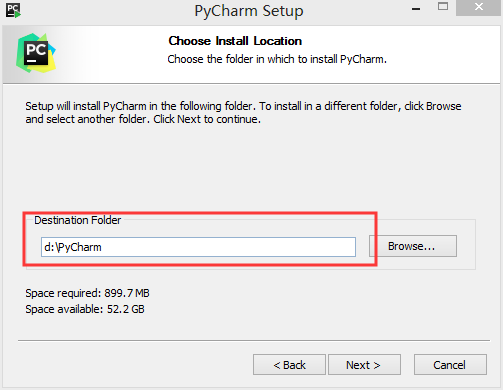 PyCharm Setup
PC
Choose Install Location
Choose the folder in which to install PyCharm.
Setup will install PyCharm in the following folder. To install in a different folder, click Browse
and select another folder. Click Next to continue.
Destination Folder
d:\PyCharm
Browse...
Space required: 899.7 MB
Space available: 52.2 GB
< Back
Next >
Cancel